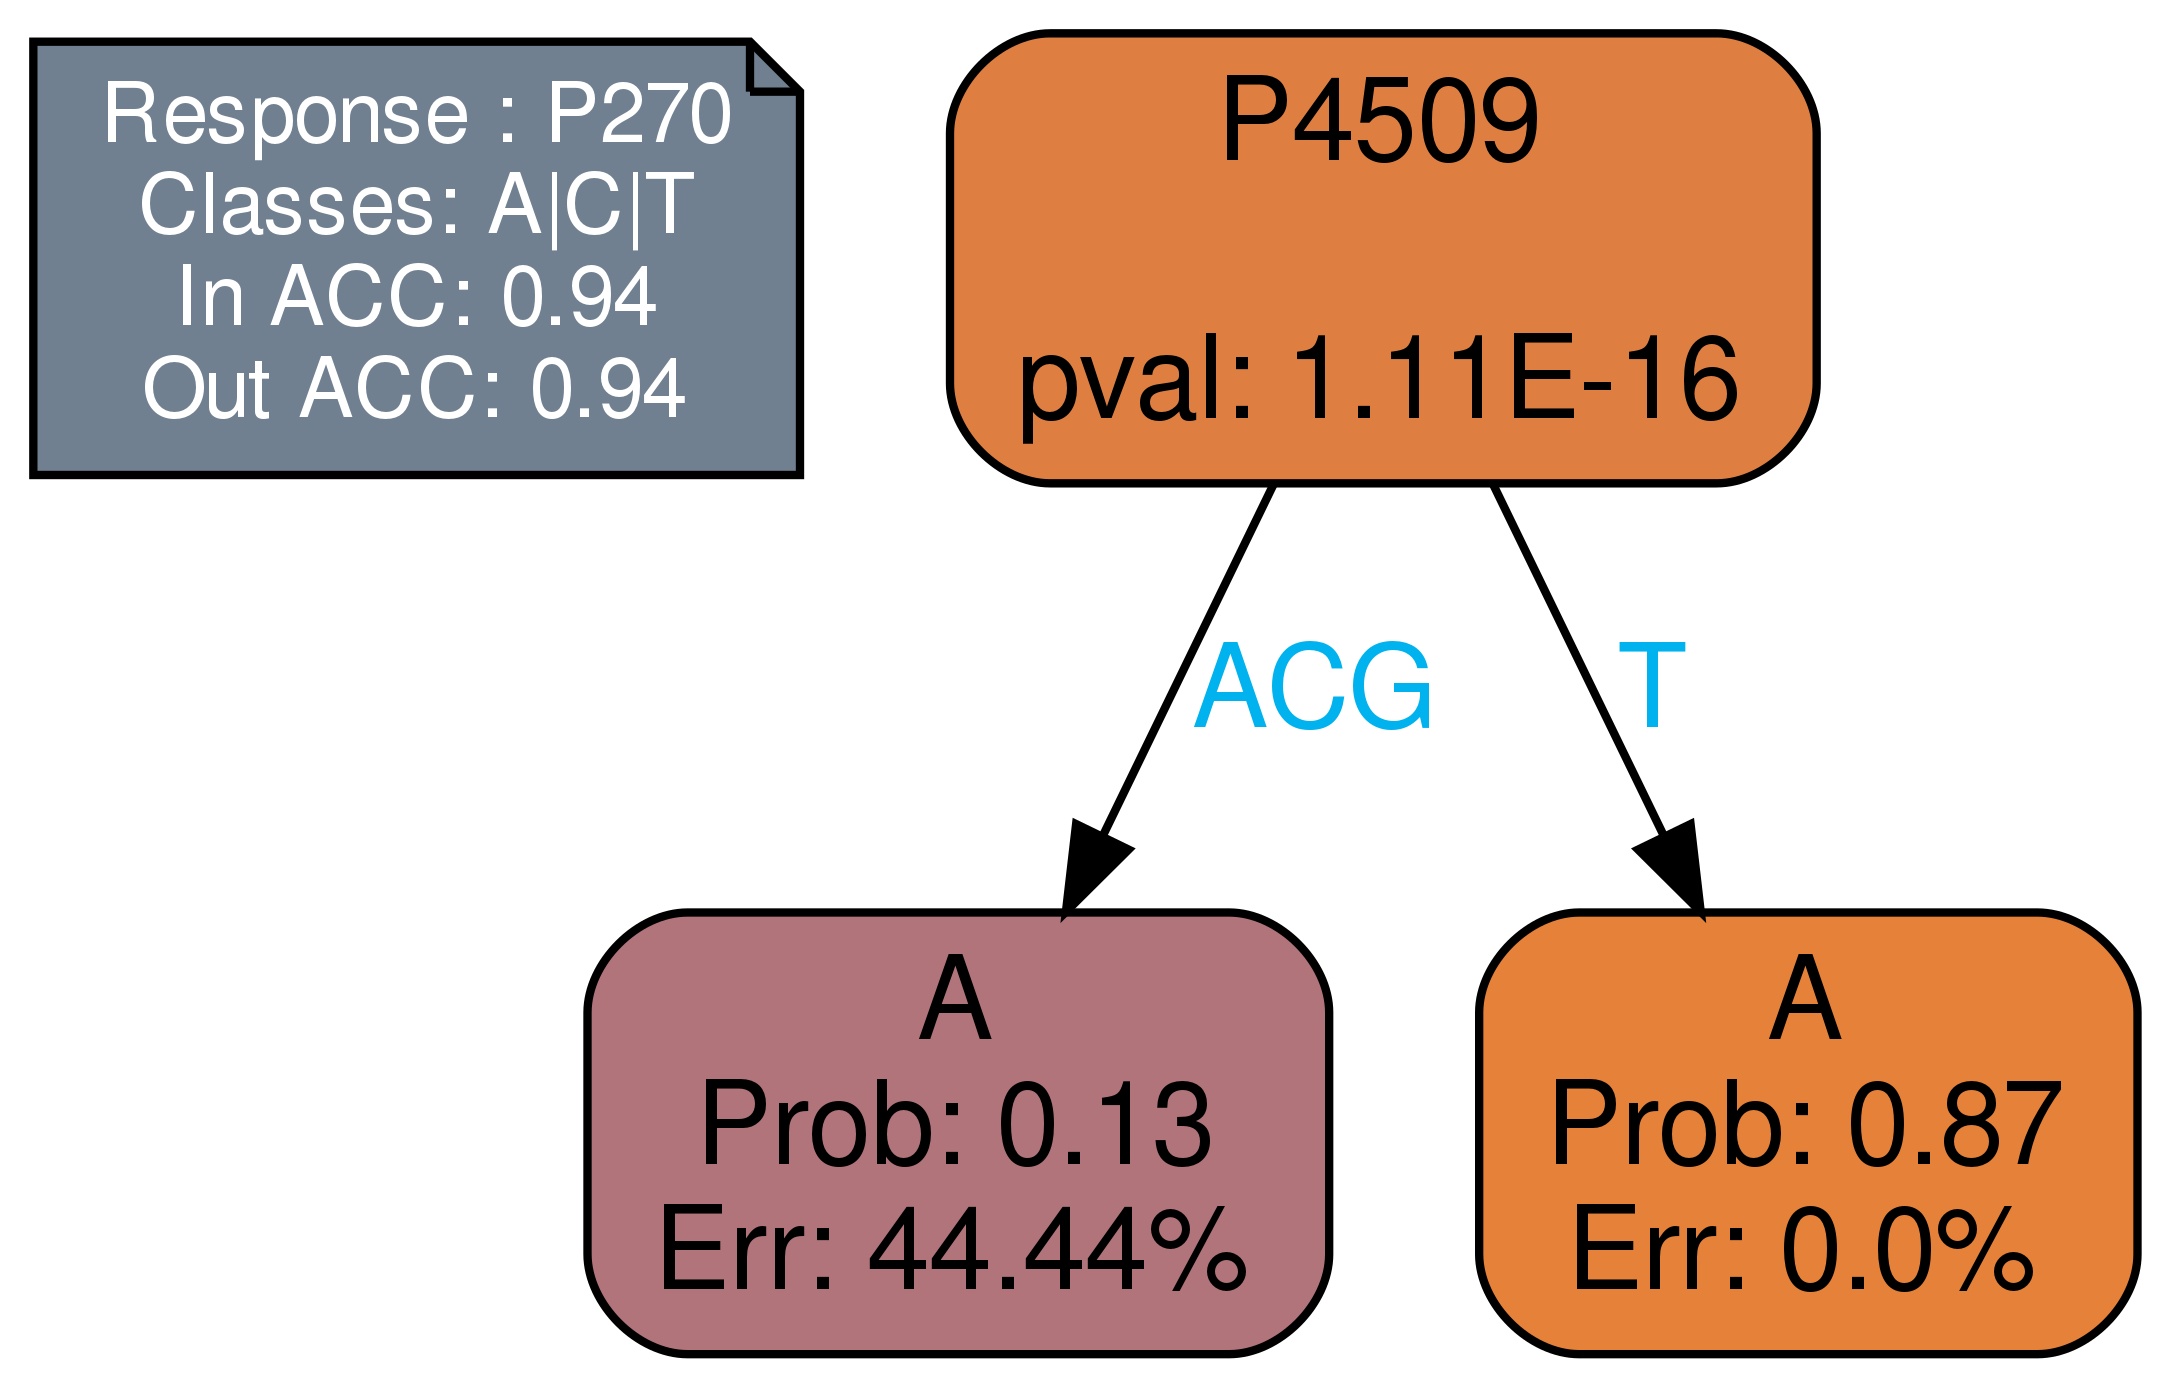 Response : P270
Classes: A|C|T
In ACC: 0.94
Out ACC: 0.94
P4509
pval: 1.11E-16
ACG
T
A
Prob: 0.13
Err: 44.44%
A
Prob: 0.87
Err: 0.0%